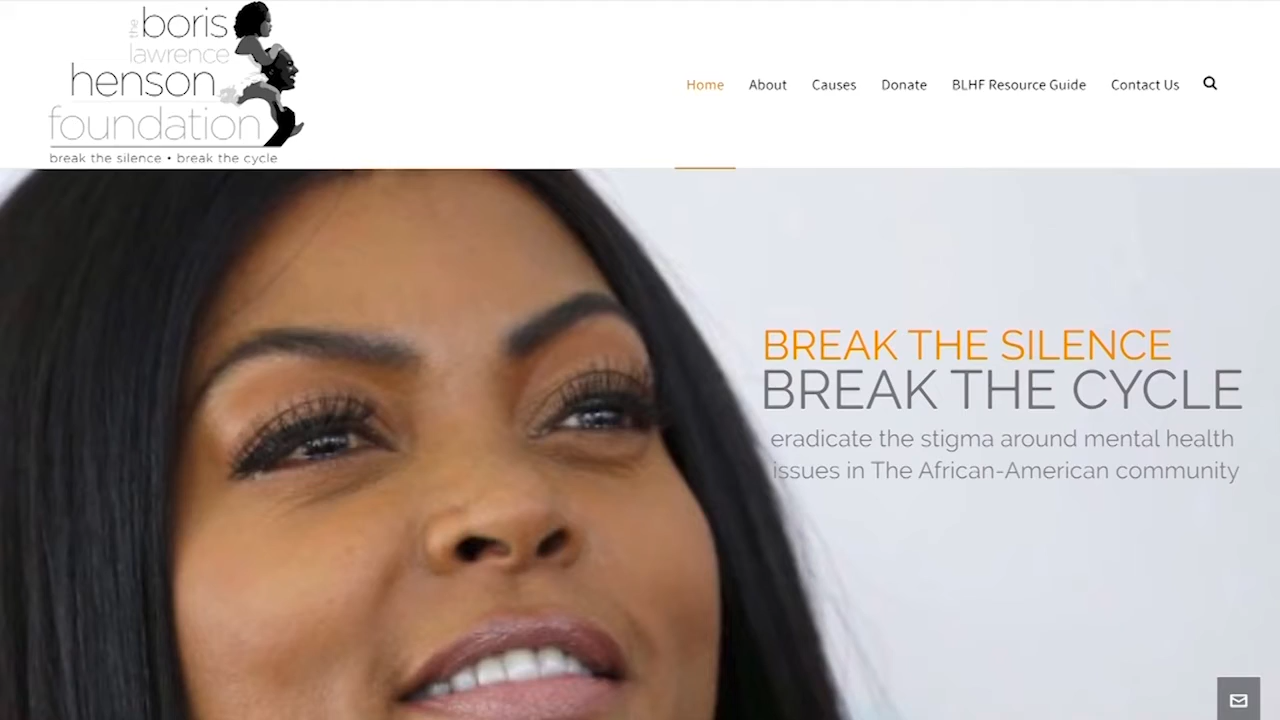 the boris
lawrence
henson
foundation
break the silence • break the cycle
Home About Causes Donate BLHF Resource Guide Contact Us
BREAK THE SILENCE
BREAK THE CYCLE
eradicate the stigma around mental health
issues in The African-American community